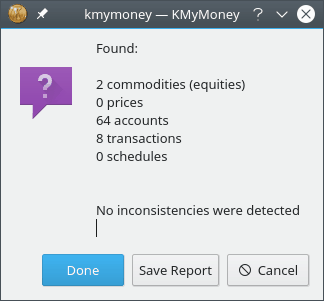 kmymoney — KMyMoney
Found:
2 commodities (equities)
0 prices
64 accounts
8 transactions
0 schedules
No inconsistencies were detected
Done
Save Report
Cancel